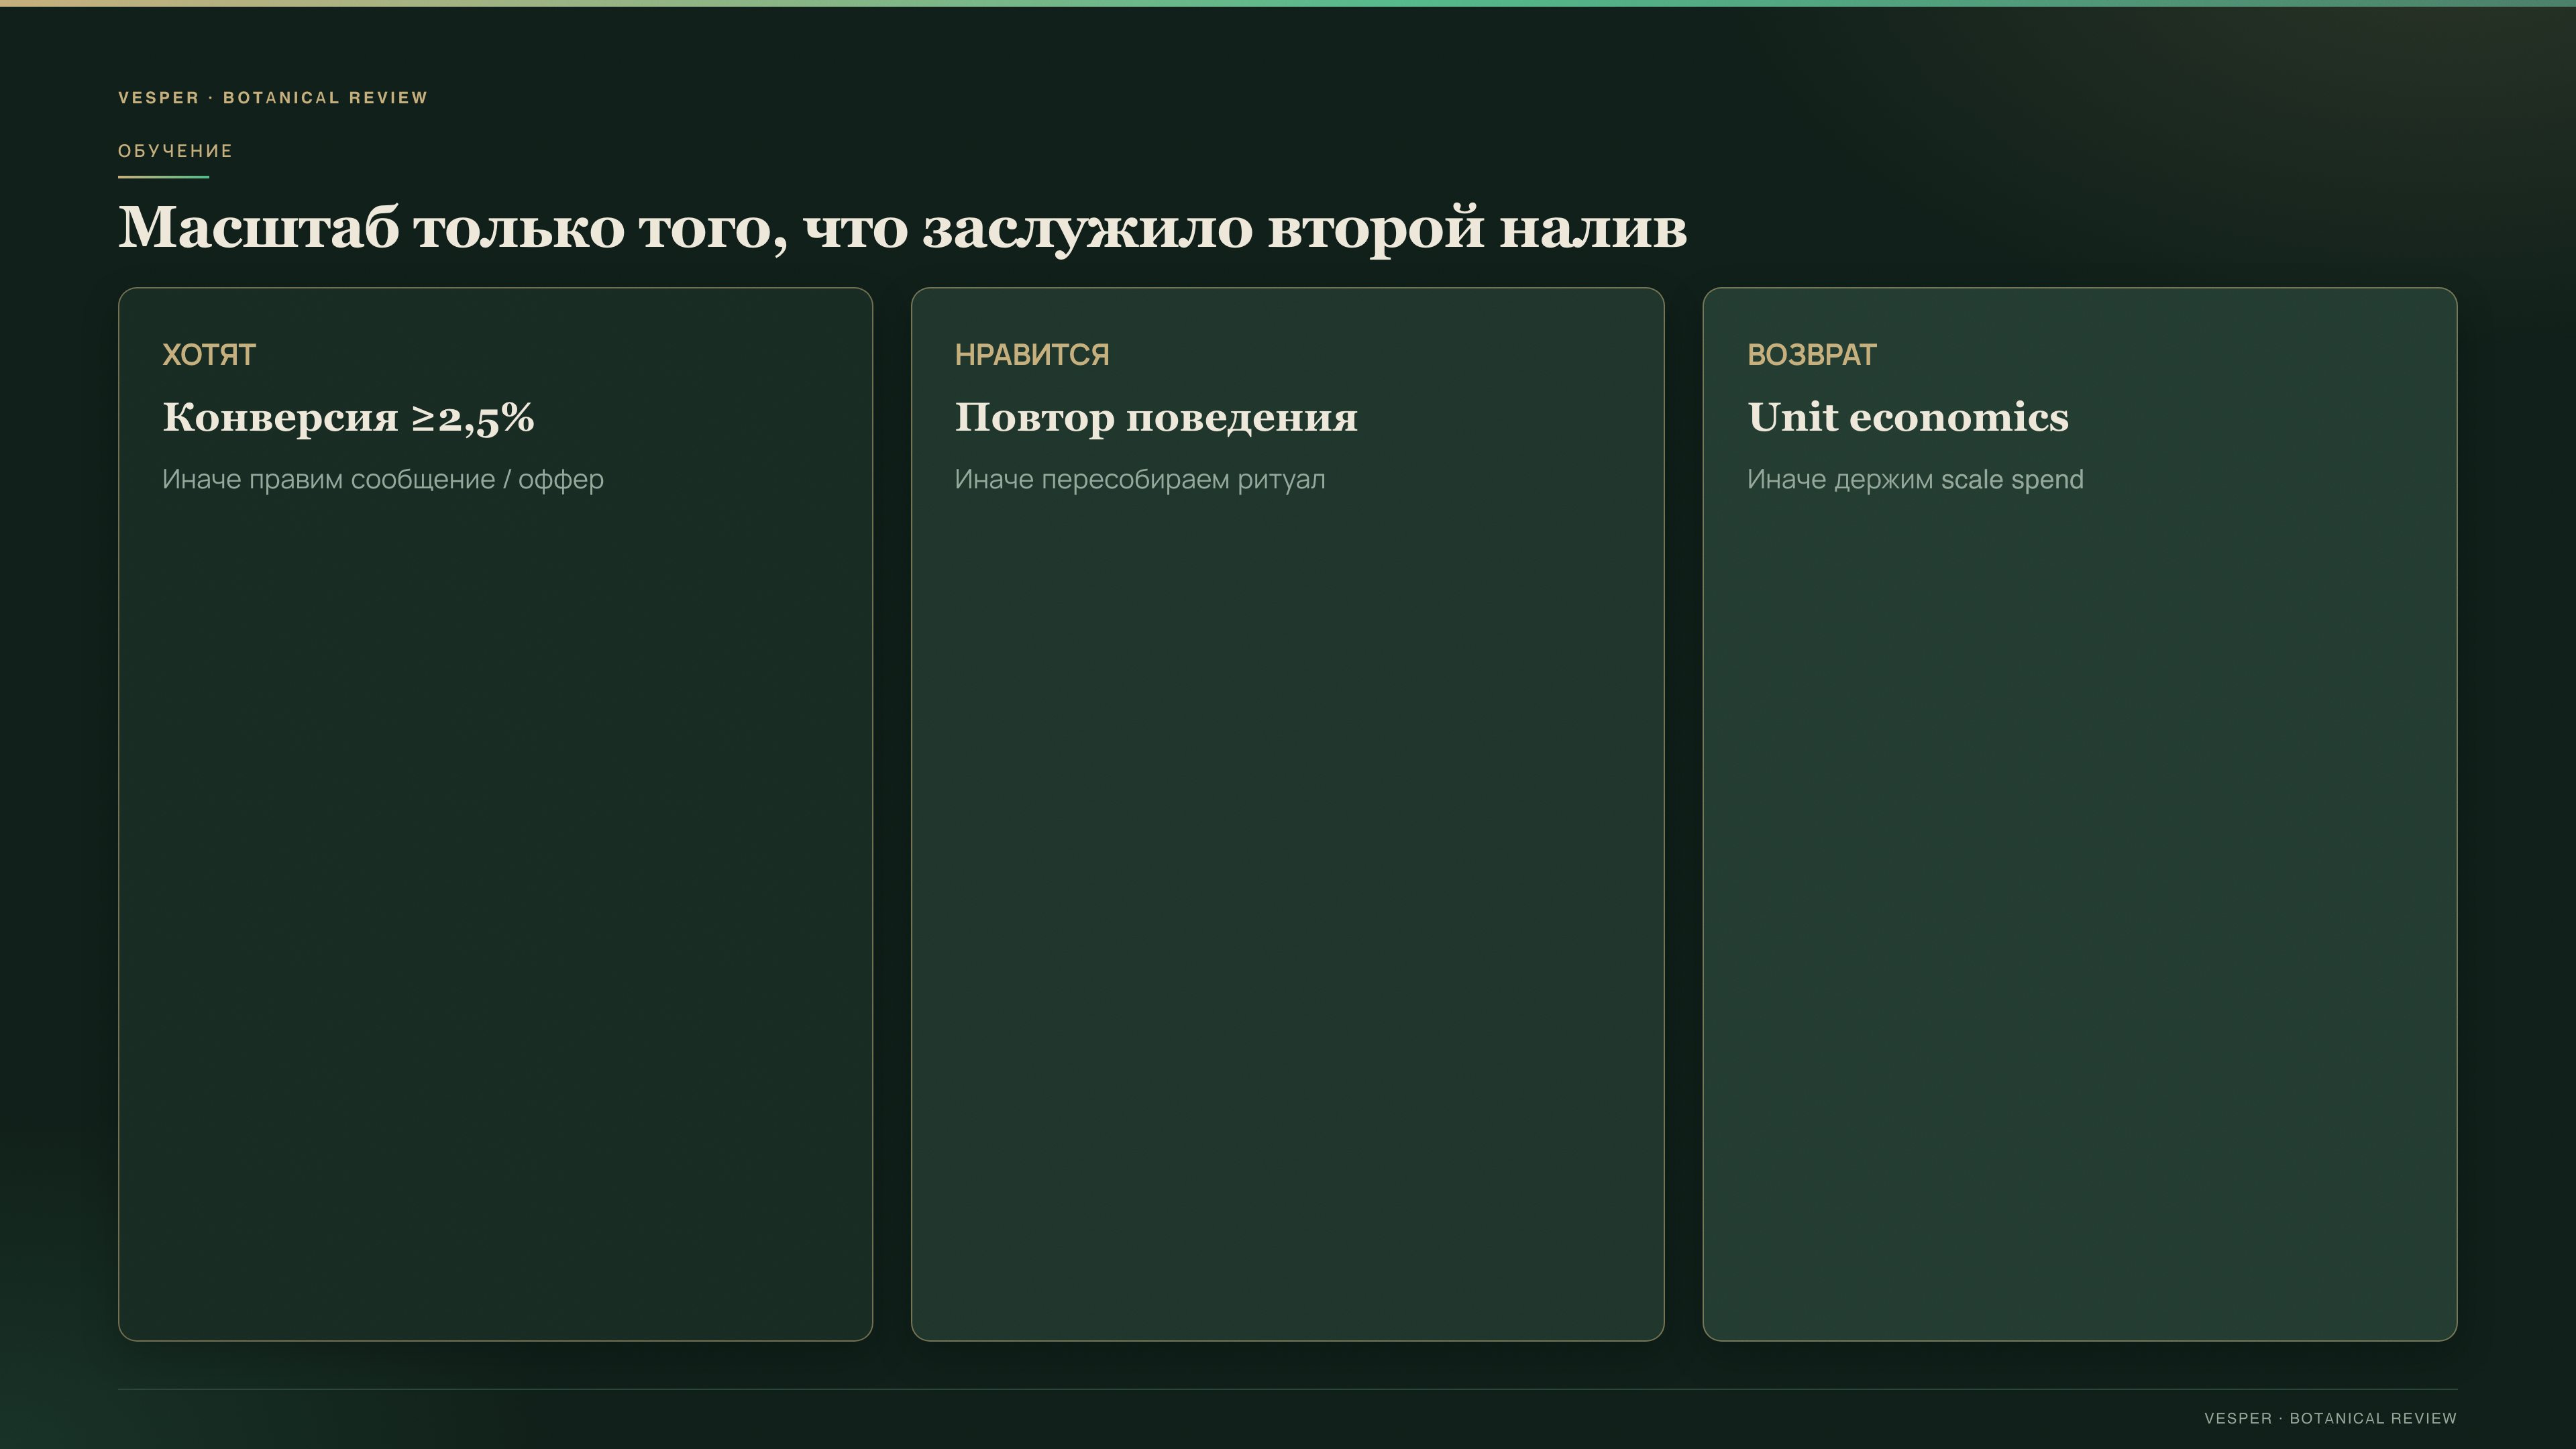 VESPER · BOTANICAL REVIEW
ОБУЧЕНИЕ
Масштаб только того, что заслужило второй налив
ХОТЯТ
Конверсия ≥2,5%
Иначе правим сообщение / оффер
НРАВИТСЯ
Повтор поведения
Иначе пересобираем ритуал
ВОЗВРАТ
Unit economics
Иначе держим scale spend
VESPER · BOTANICAL REVIEW